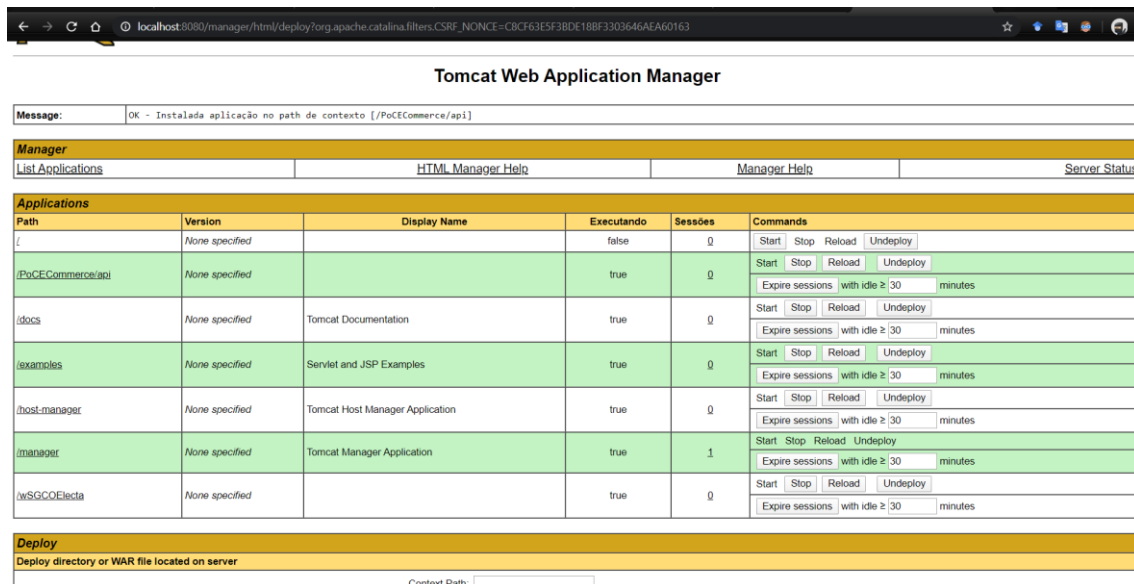 localhost:8080/manager/html/deploy?org.apache.catalina.filters.CSRF_NONCE=C8CF63E5F3BDE18BF3303646AEA60163
Tomcat Web Application Manager
Message: OK - Instalada aplicação no path de contexto [/PoCECommerce/api]
Manager
List Applications HTML Manager Help Manager Help Server Status
Applications
Path Version Display Name Executando Sessões Commands
/ None specified false 0 Start Stop Reload Undeploy
Start Stop Reload Undeploy
/PoCECommerce/api None specified true 0
Expire sessions with idle ≥ 30 minutes
Start Stop Reload Undeploy
/docs None specified Tomcat Documentation true 0
Expire sessions with idle ≥ 30 minutes
Start Stop Reload Undeploy
/examples None specified Servlet and JSP Examples true 0
Expire sessions with idle ≥ 30 minutes
Start Stop Reload Undeploy
/host-manager None specified Tomcat Host Manager Application true 0
Expire sessions with idle ≥ 30 minutes
Start Stop Reload Undeploy
/manager None specified Tomcat Manager Application true 1
Expire sessions with idle ≥ 30 minutes
Start Stop Reload Undeploy
/wSGCOElecta None specified true 0
Expire sessions with idle ≥ 30 minutes
Deploy
Deploy directory or WAR file located on server
Context Path: